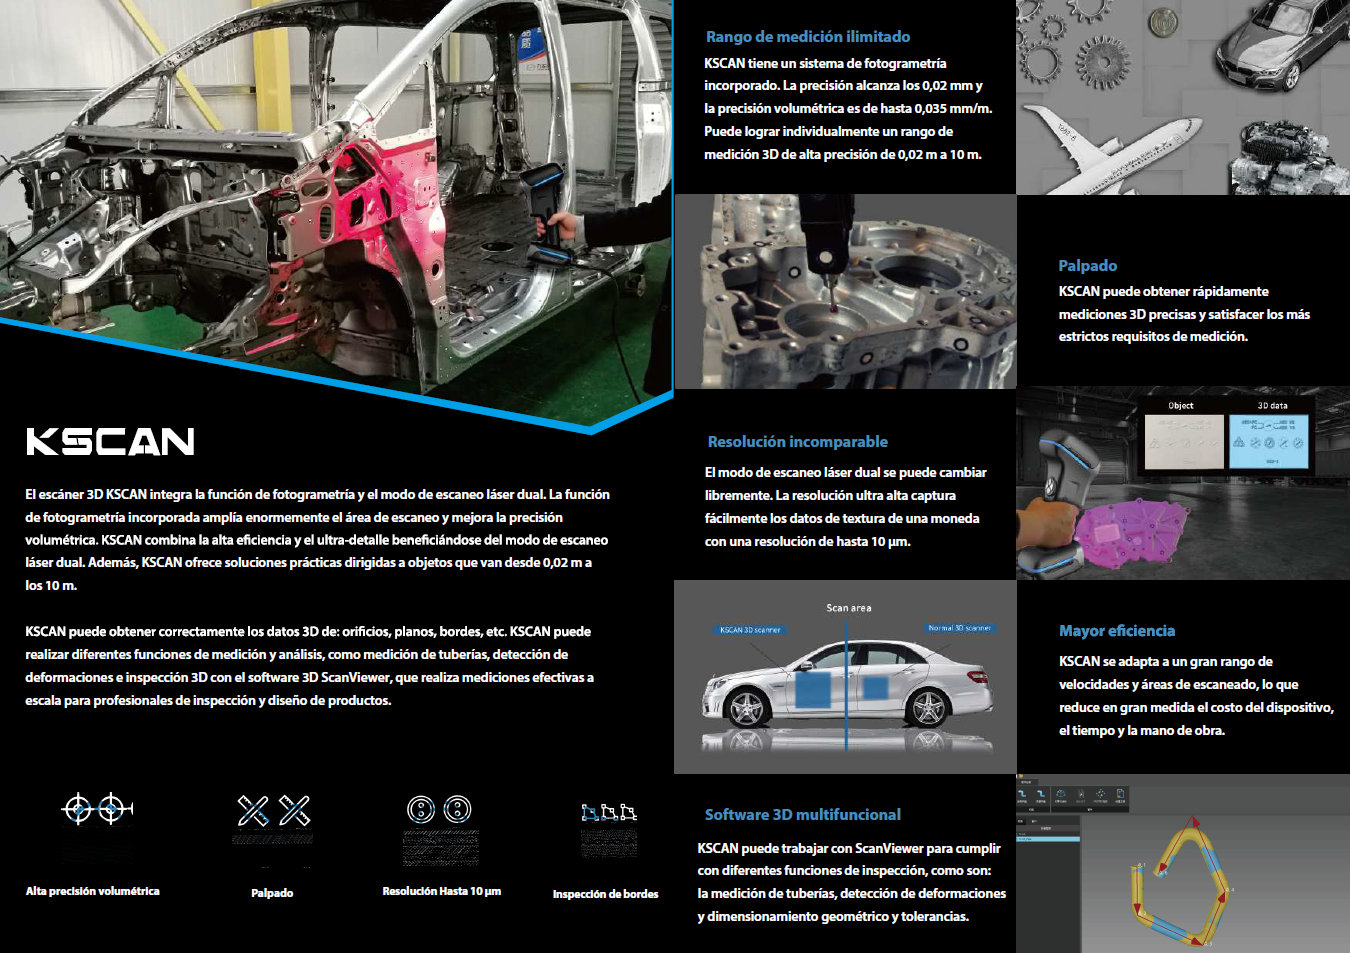 KSCAN
El escáner 3D KSCAN integra la función de fotogrametría y el modo de escaneo láser dual. La función
de fotogrametría incorporada amplía enormemente el área de escaneo y mejora la precisión
volumétrica. KSCAN combina la alta eficiencia y el ultra-detalle beneficiándose del modo de escaneo
láser dual. Además, KSCAN ofrece soluciones prácticas dirigidas a objetos que van desde 0,02 m a
los 10 m.
KSCAN puede obtener correctamente los datos 3D de: orificios, planos, bordes, etc. KSCAN puede
realizar diferentes funciones de medición y análisis, como medición de tuberías, detección de
deformaciones e inspección 3D con el software 3D ScanViewer, que realiza mediciones efectivas a
escala para profesionales de inspección y diseño de productos.
Alta precisión volumétrica
Palpado
Resolución Hasta 10 µm
Inspección de bordes
Rango de medición ilimitado
KSCAN tiene un sistema de fotogrametría
incorporado. La precisión alcanza los 0,02 mm y
la precisión volumétrica es de hasta 0,035 mm/m.
Puede lograr individualmente un rango de
medición 3D de alta precisión de 0,02 m a 10 m.
Palpado
KSCAN puede obtener rápidamente
mediciones 3D precisas y satisfacer los más
estrictos requisitos de medición.
Resolución incomparable
El modo de escaneo láser dual se puede cambiar
libremente. La resolución ultra alta captura
fácilmente los datos de textura de una moneda
con una resolución de hasta 10 µm.
Object
3D data
Scan area
KSCAN 3D scanner
Normal 3D scanner
Mayor eficiencia
KSCAN se adapta a un gran rango de
velocidades y áreas de escaneado, lo que
reduce en gran medida el costo del dispositivo,
el tiempo y la mano de obra.
Software 3D multifuncional
KSCAN puede trabajar con ScanViewer para cumplir
con diferentes funciones de inspección, como son:
la medición de tuberías, detección de deformaciones
y dimensionamiento geométrico y tolerancias.